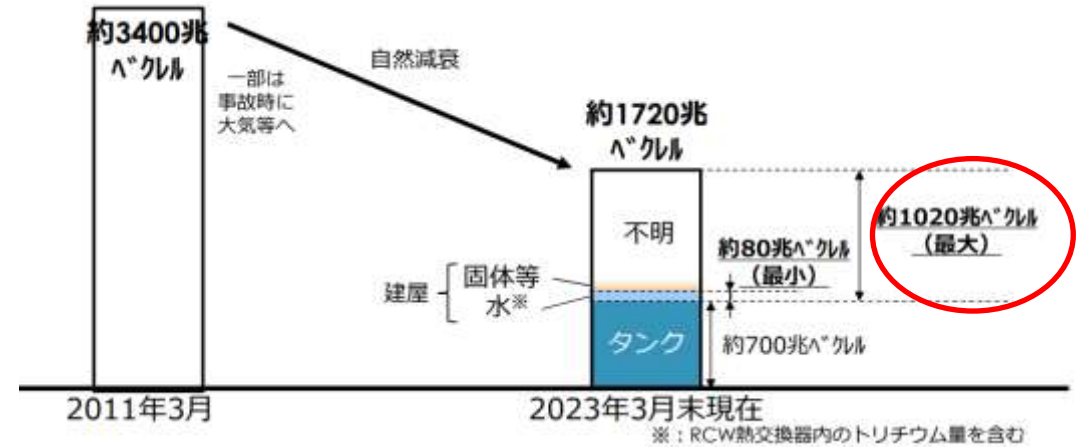 約3400兆
ﾍﾞｸﾚﾙ
一部は
事故時に
大気等へ
自然減衰
約1720兆
ﾍﾞｸﾚﾙ
不明
約80兆ﾍﾞｸﾚﾙ
（最小）
約1020兆ﾍﾞｸﾚﾙ
（最大）
建屋
固体等
水※
タンク
約700兆ﾍﾞｸﾚﾙ
2011年3月
2023年3月末現在
※：RCW熱交換器内のトリチウム量を含む